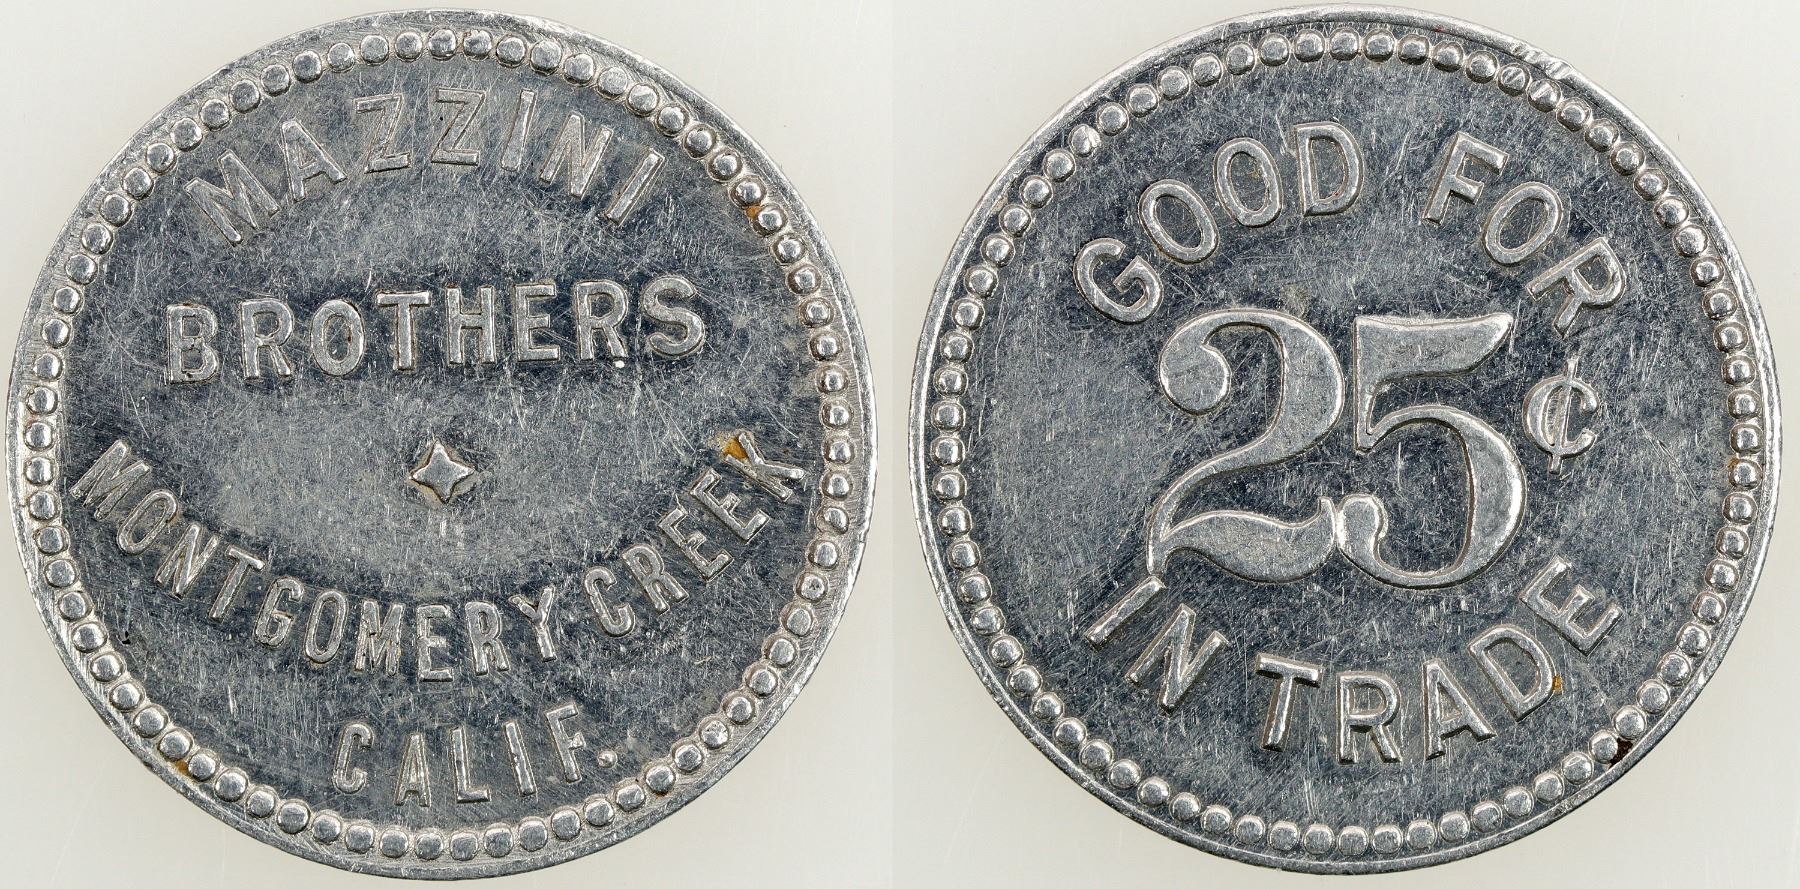 MAZZINI
BROTHERS
MONTGOMERY CREEK
CALIF.
GOOD FOR
25¢
IN TRADE